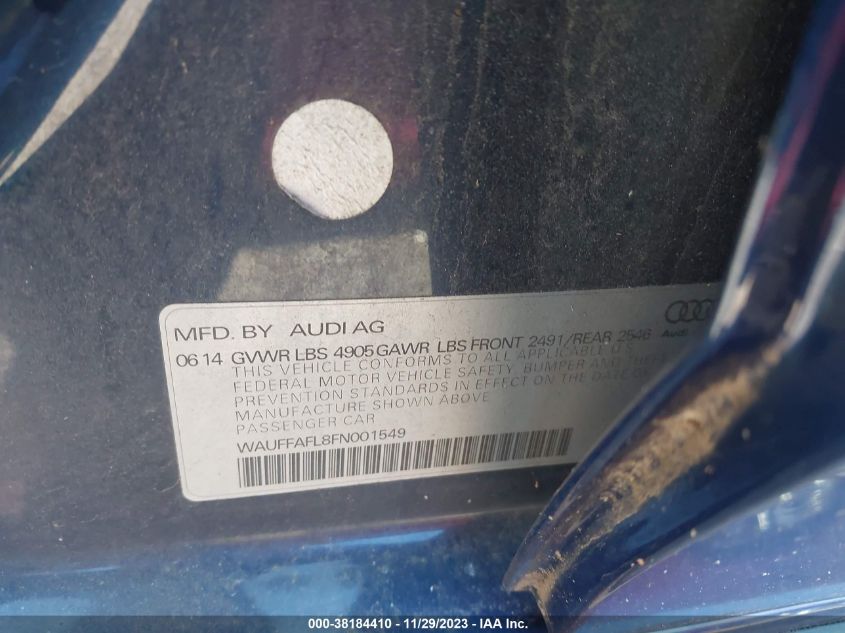 MFD. BY AUDI AG
06 14 GVWR LBS 4905 GAWR LBS FRONT 2491/REAR 2546
Audi
THIS VEHICLE CONFORMS TO ALL APPLICABLE U.S.
FEDERAL MOTOR VEHICLE SAFETY, BUMPER AND THEFT
PREVENTION STANDARDS IN EFFECT ON THE DATE OF
MANUFACTURE SHOWN ABOVE
PASSENGER CAR
WAUFFAFL8FN001549
000-38184410 - 11/29/2023 - © IAA Inc.